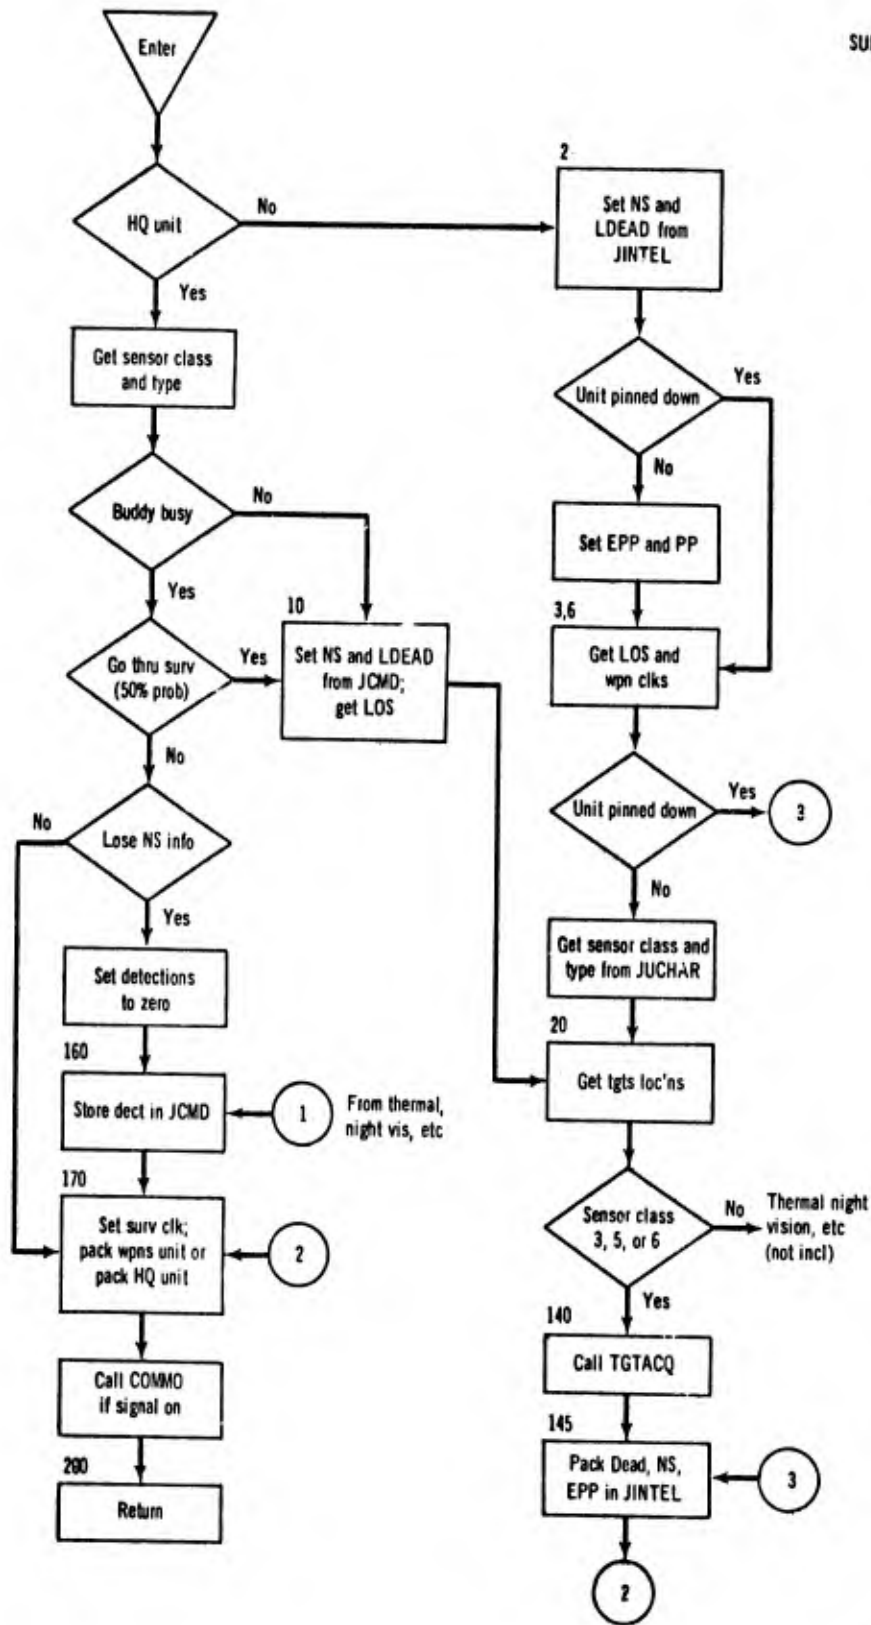 SU
Enter
HQ unit
No
Yes
2
Set NS and
LDEAD from
JINTEL
Get sensor class
and type
Unit pinned down
Yes
No
Buddy busy
No
Yes
Set EPP and PP
10
Set NS and LDEAD
from JCMD;
get LOS
3,6
Get LOS and
wpn clks
Go thru surv
(50% prob)
Yes
No
Unit pinned down
Yes
3
No
Lose NS info
No
Yes
Get sensor class and
type from JUCHAR
Set detections
to zero
20
Get tgts loc'ns
160
Store dect in JCMD
1
From thermal,
night vis, etc
170
Set surv clk;
pack wpns unit or
pack HQ unit
2
Sensor class
3, 5, or 6
No
Thermal night
vision, etc
(not incl)
Yes
140
Call TGTACQ
Call COMMO
if signal on
145
Pack Dead, NS,
EPP in JINTEL
3
200
Return
2